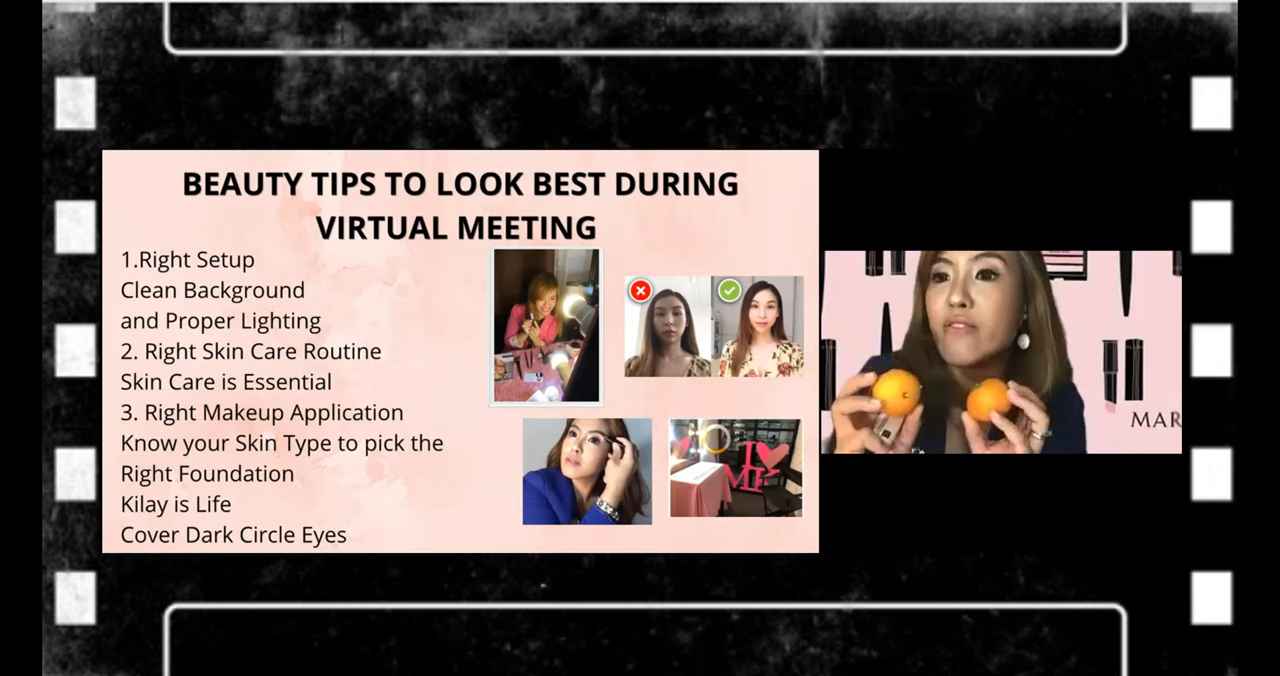 BEAUTY TIPS TO LOOK BEST DURING
VIRTUAL MEETING
1.Right Setup
Clean Background
and Proper Lighting
2. Right Skin Care Routine
Skin Care is Essential
3. Right Makeup Application
Know your Skin Type to pick the
Right Foundation
Kilay is Life
Cover Dark Circle Eyes
MAR